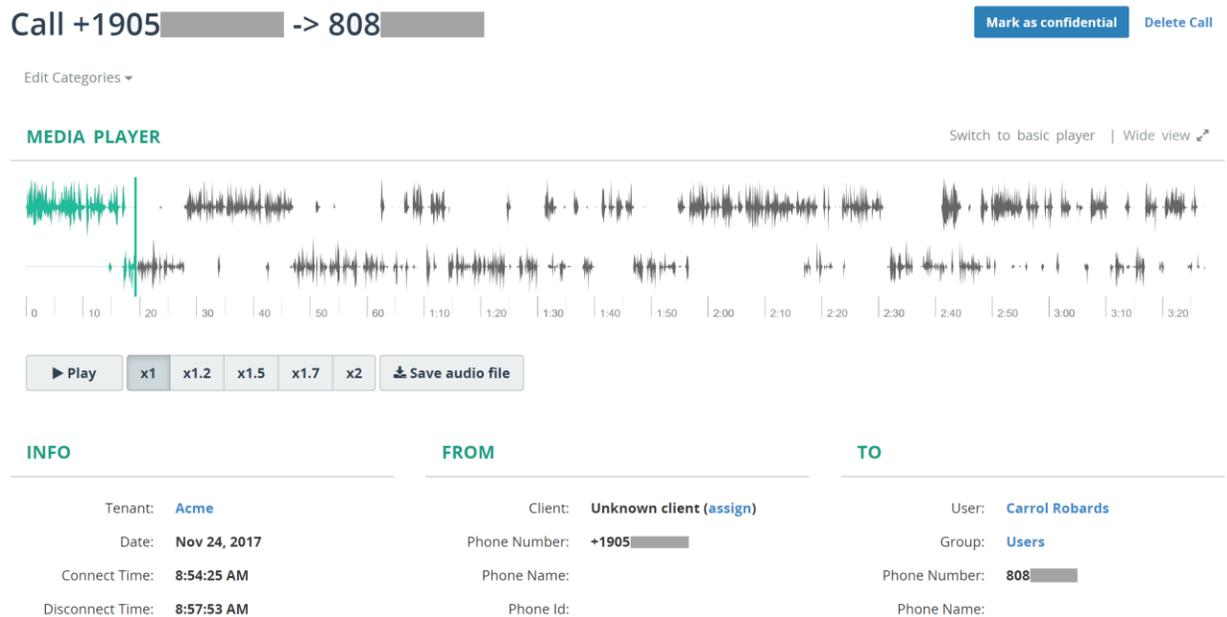 Call +1905 -> 808
Mark as confidential Delete Call
Edit Categories
MEDIA PLAYER
Switch to basic player | Wide view
0 10 20 30 40 50 60 1:10 1:20 1:30 1:40 1:50 2:00 2:10 2:20 2:30 2:40 2:50 3:00 3:10 3:20
Play x1 x1.2 x1.5 x1.7 x2 Save audio file
INFO
Tenant: Acme
Date: Nov 24, 2017
Connect Time: 8:54:25 AM
Disconnect Time: 8:57:53 AM
FROM
Client: Unknown client (assign)
Phone Number: +1905
Phone Name:
Phone Id:
TO
User: Carrol Robards
Group: Users
Phone Number: 808
Phone Name: